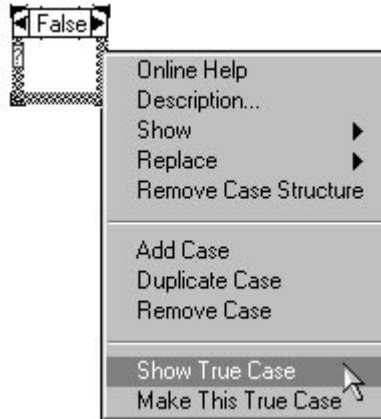 False
?
Online Help
Description...
Show
Replace
Remove Case Structure
Add Case
Duplicate Case
Remove Case
Show True Case
Make This True Case